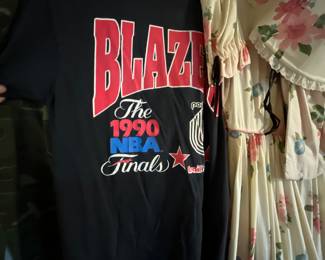 BLAZE
The
1990
NBA
Finals